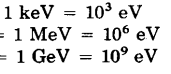 1 keV = 10³ eV
= 1 MeV = 10⁶ eV
= 1 GeV = 10⁹ eV